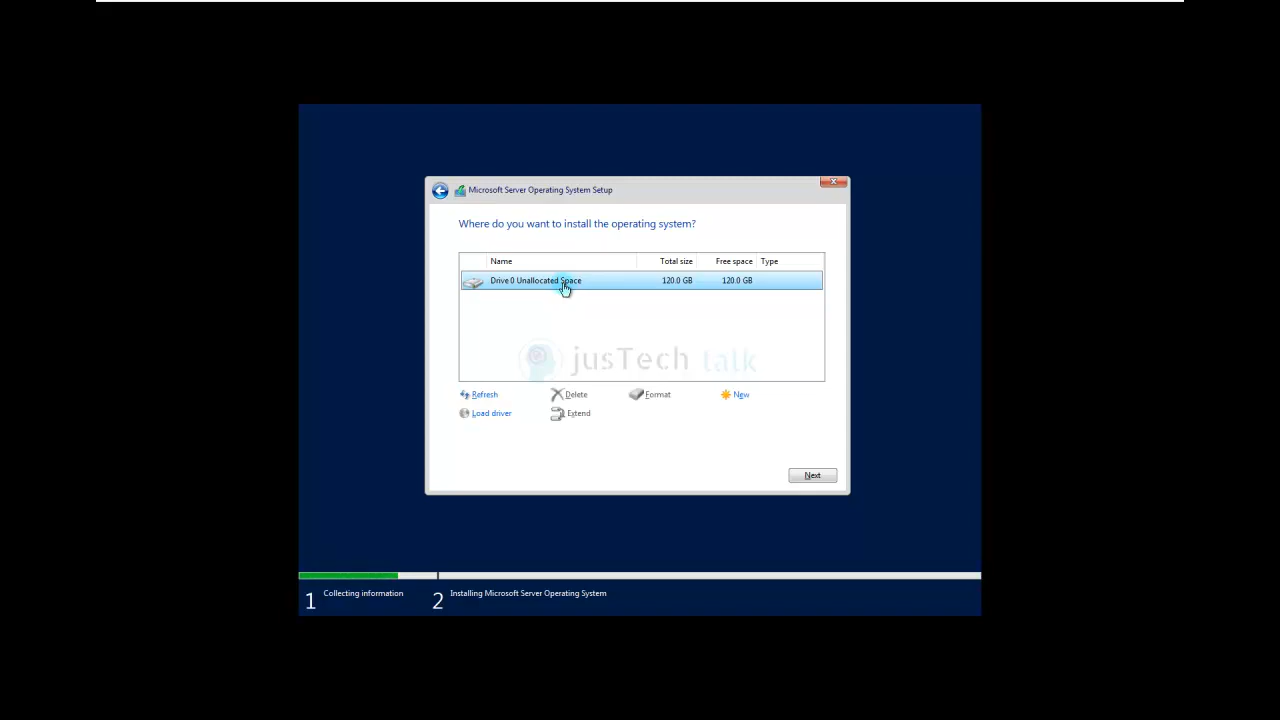 Microsoft Server Operating System Setup
Where do you want to install the operating system?
Name Total size Free space Type
Drive 0 Unallocated Space 120.0 GB 120.0 GB
jusTech talk
Refresh Delete Format New
Load driver Extend
Next
1 Collecting information 2 Installing Microsoft Server Operating System